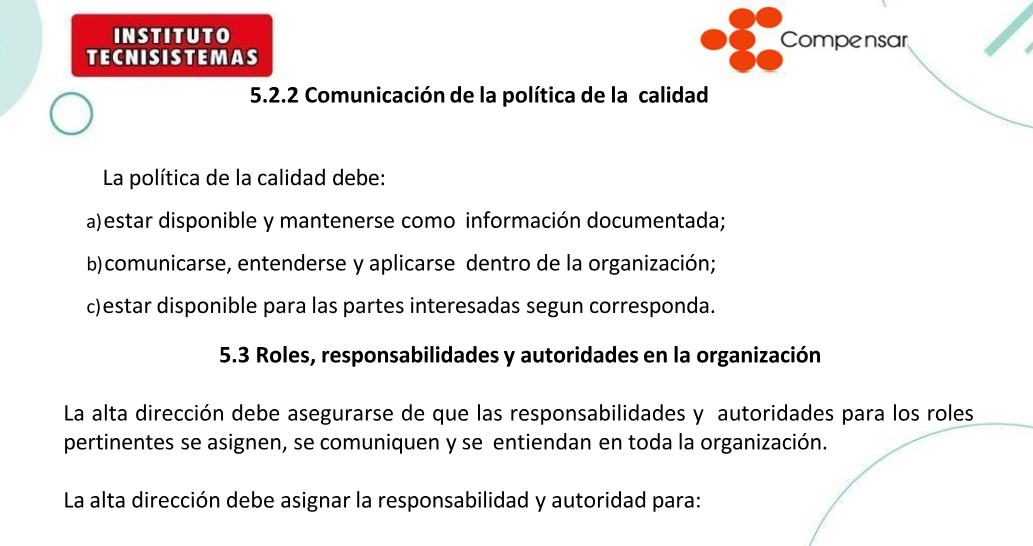 INSTITUTO
TECNISISTEMAS
Compensar
5.2.2 Comunicación de la política de la calidad
La política de la calidad debe:
a)estar disponible y mantenerse como información documentada;
b)comunicarse, entenderse y aplicarse dentro de la organización;
c)estar disponible para las partes interesadas segun corresponda.
5.3 Roles, responsabilidades y autoridades en la organización
La alta dirección debe asegurarse de que las responsabilidades y autoridades para los roles
pertinentes se asignen, se comuniquen y se entiendan en toda la organización.
La alta dirección debe asignar la responsabilidad y autoridad para: